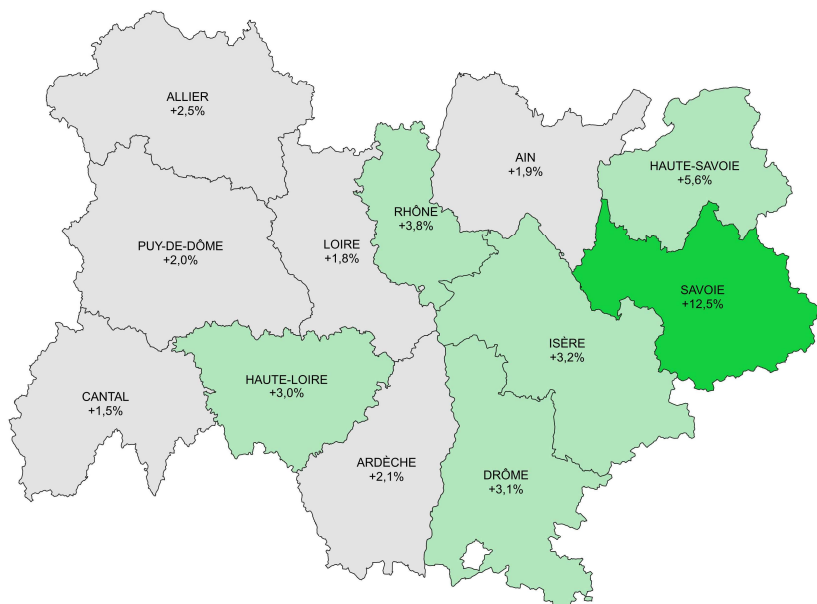 ALLIER
+2,5%
AIN
+1,9%
HAUTE-SAVOIE
+5,6%
RHÔNE
+3,8%
PUY-DE-DÔME
+2,0%
LOIRE
+1,8%
SAVOIE
+12,5%
ISÈRE
+3,2%
HAUTE-LOIRE
+3,0%
CANTAL
+1,5%
ARDÈCHE
+2,1%
DRÔME
+3,1%